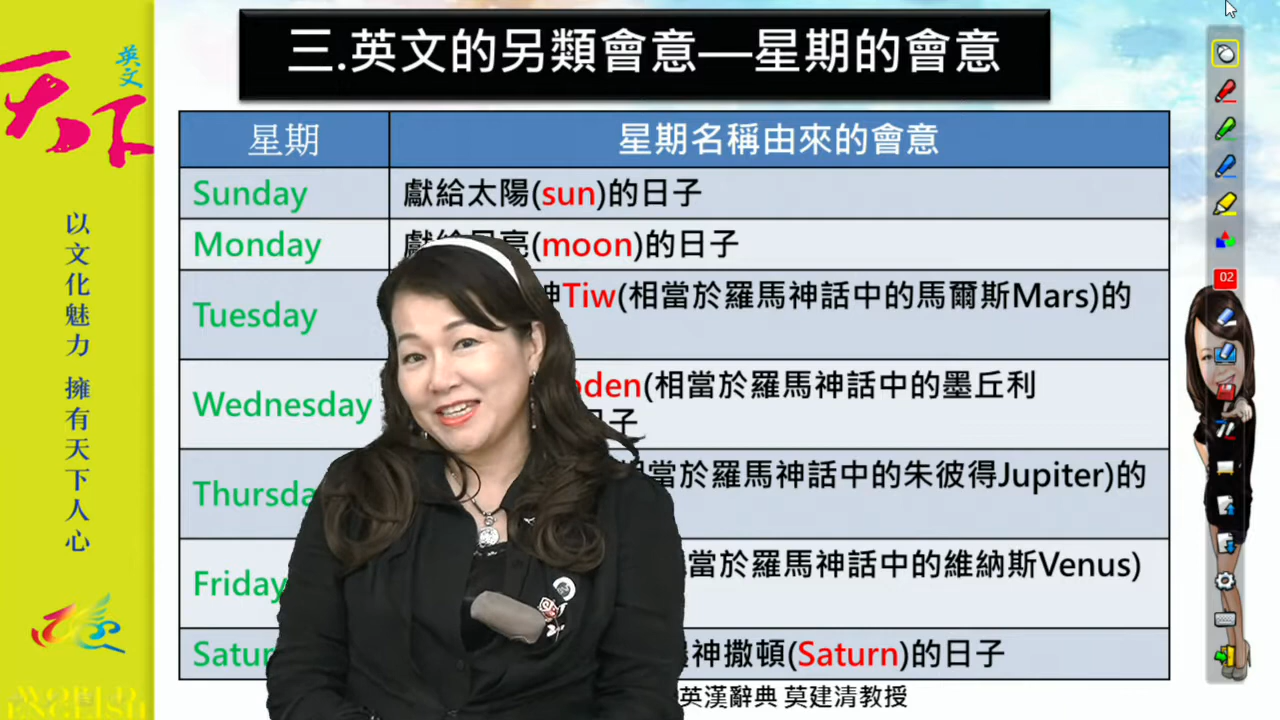 三.英文的另類會意—星期的會意
英文
天下
以文化魅力 擁有天下人心
星期
星期名稱由來的會意
Sunday
獻給太陽(sun)的日子
Monday
獻給月亮(moon)的日子
Tuesday
神Tiw(相當於羅馬神話中的馬爾斯Mars)的
Wednesday
oden(相當於羅馬神話中的墨丘利
日子
Thursda
相當於羅馬神話中的朱彼得Jupiter)的
Friday
當於羅馬神話中的維納斯Venus)
Satur
神撒頓(Saturn)的日子
英漢辭典 莫建清教授
02
WORLD
ENGLISH